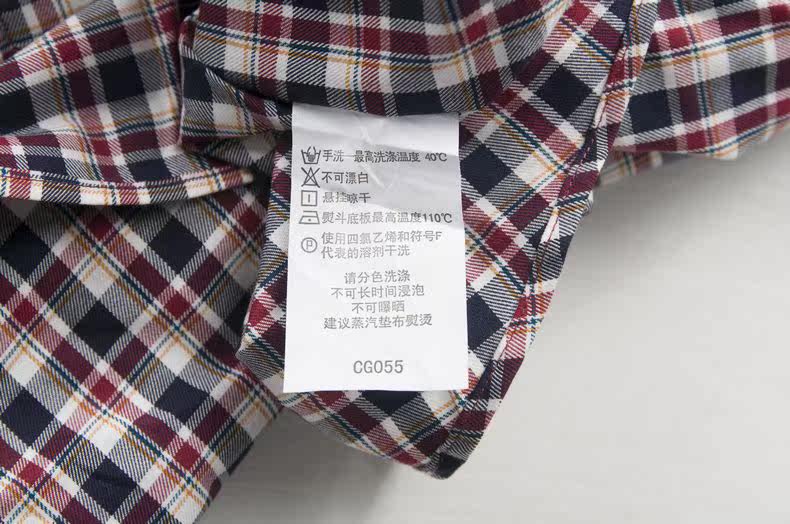 手洗 最高洗涤温度 40℃
不可漂白
悬挂晾干
熨斗底板最高温度110℃
P 使用四氯乙烯和符号F
代表的溶剂干洗
请分色洗涤
不可长时间浸泡
不可曝晒
建议蒸汽垫布熨烫
CG055